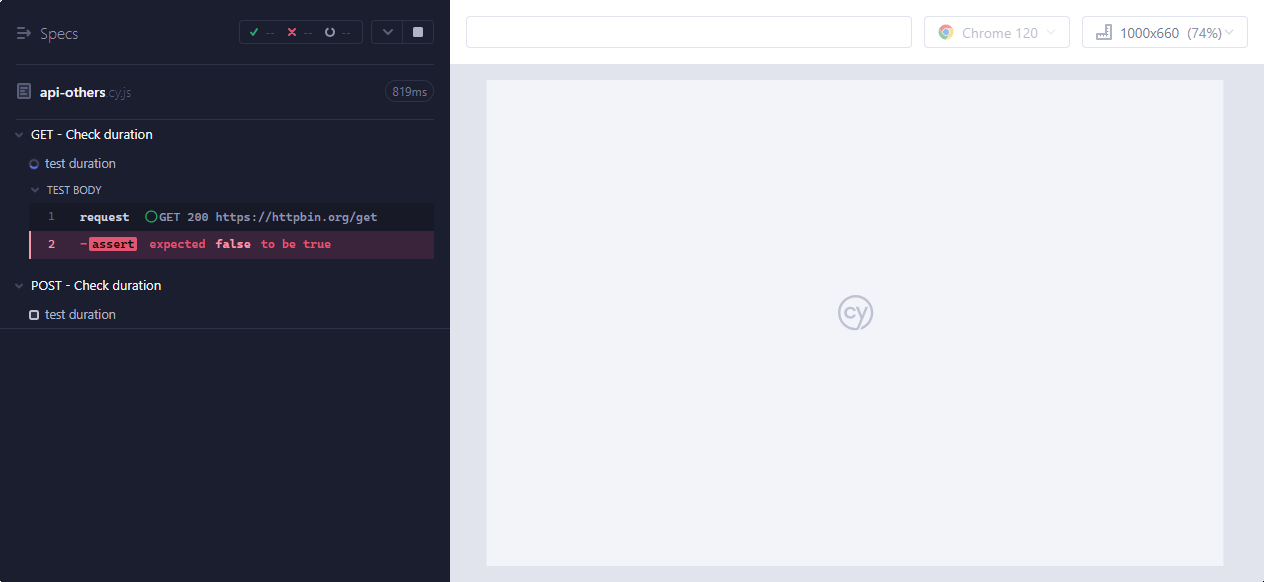 Specs
-- -- --
api-others.cy.js
819ms
GET - Check duration
test duration
TEST BODY
1 request GET 200 https://httpbin.org/get
2 -assert expected false to be true
POST - Check duration
test duration
Chrome 120
1000x660 (74%)
cy